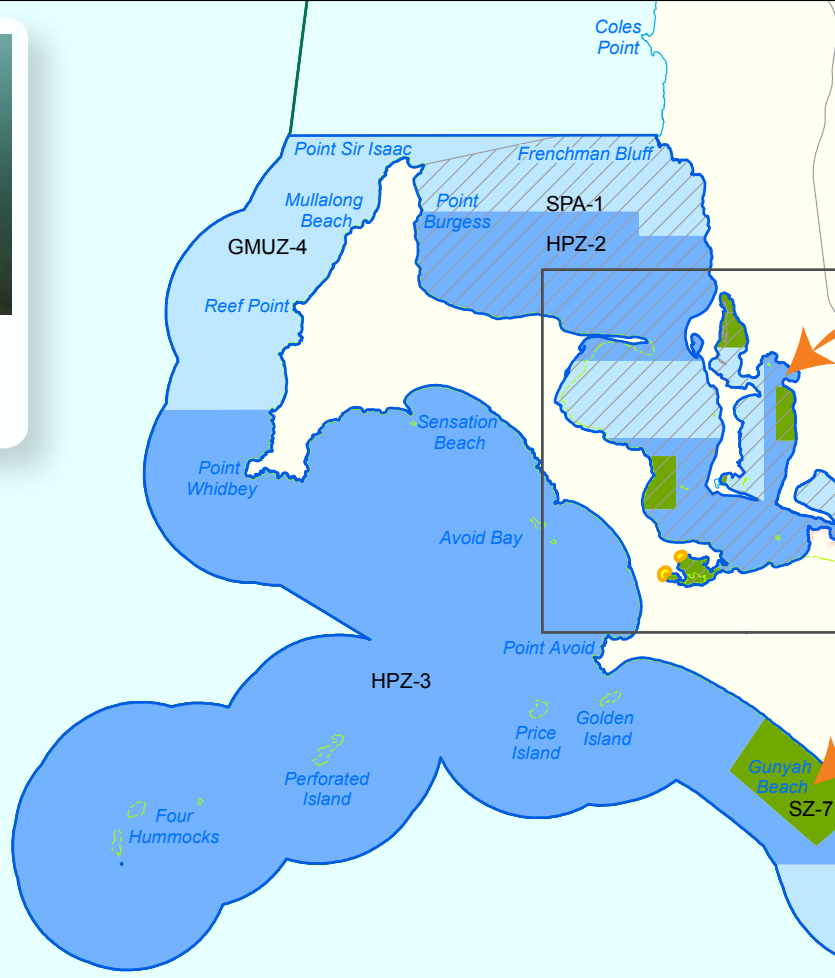 Coles
Point
Point Sir Isaac
Frenchman Bluff
Mullalong
Beach
Point
Burgess
SPA-1
GMUZ-4
HPZ-2
Reef Point
Sensation
Beach
Point
Whidbey
Avoid Bay
Point Avoid
HPZ-3
Price
Island
Golden
Island
Perforated
Island
Gunyah
Beach
SZ-7
Four
Hummocks